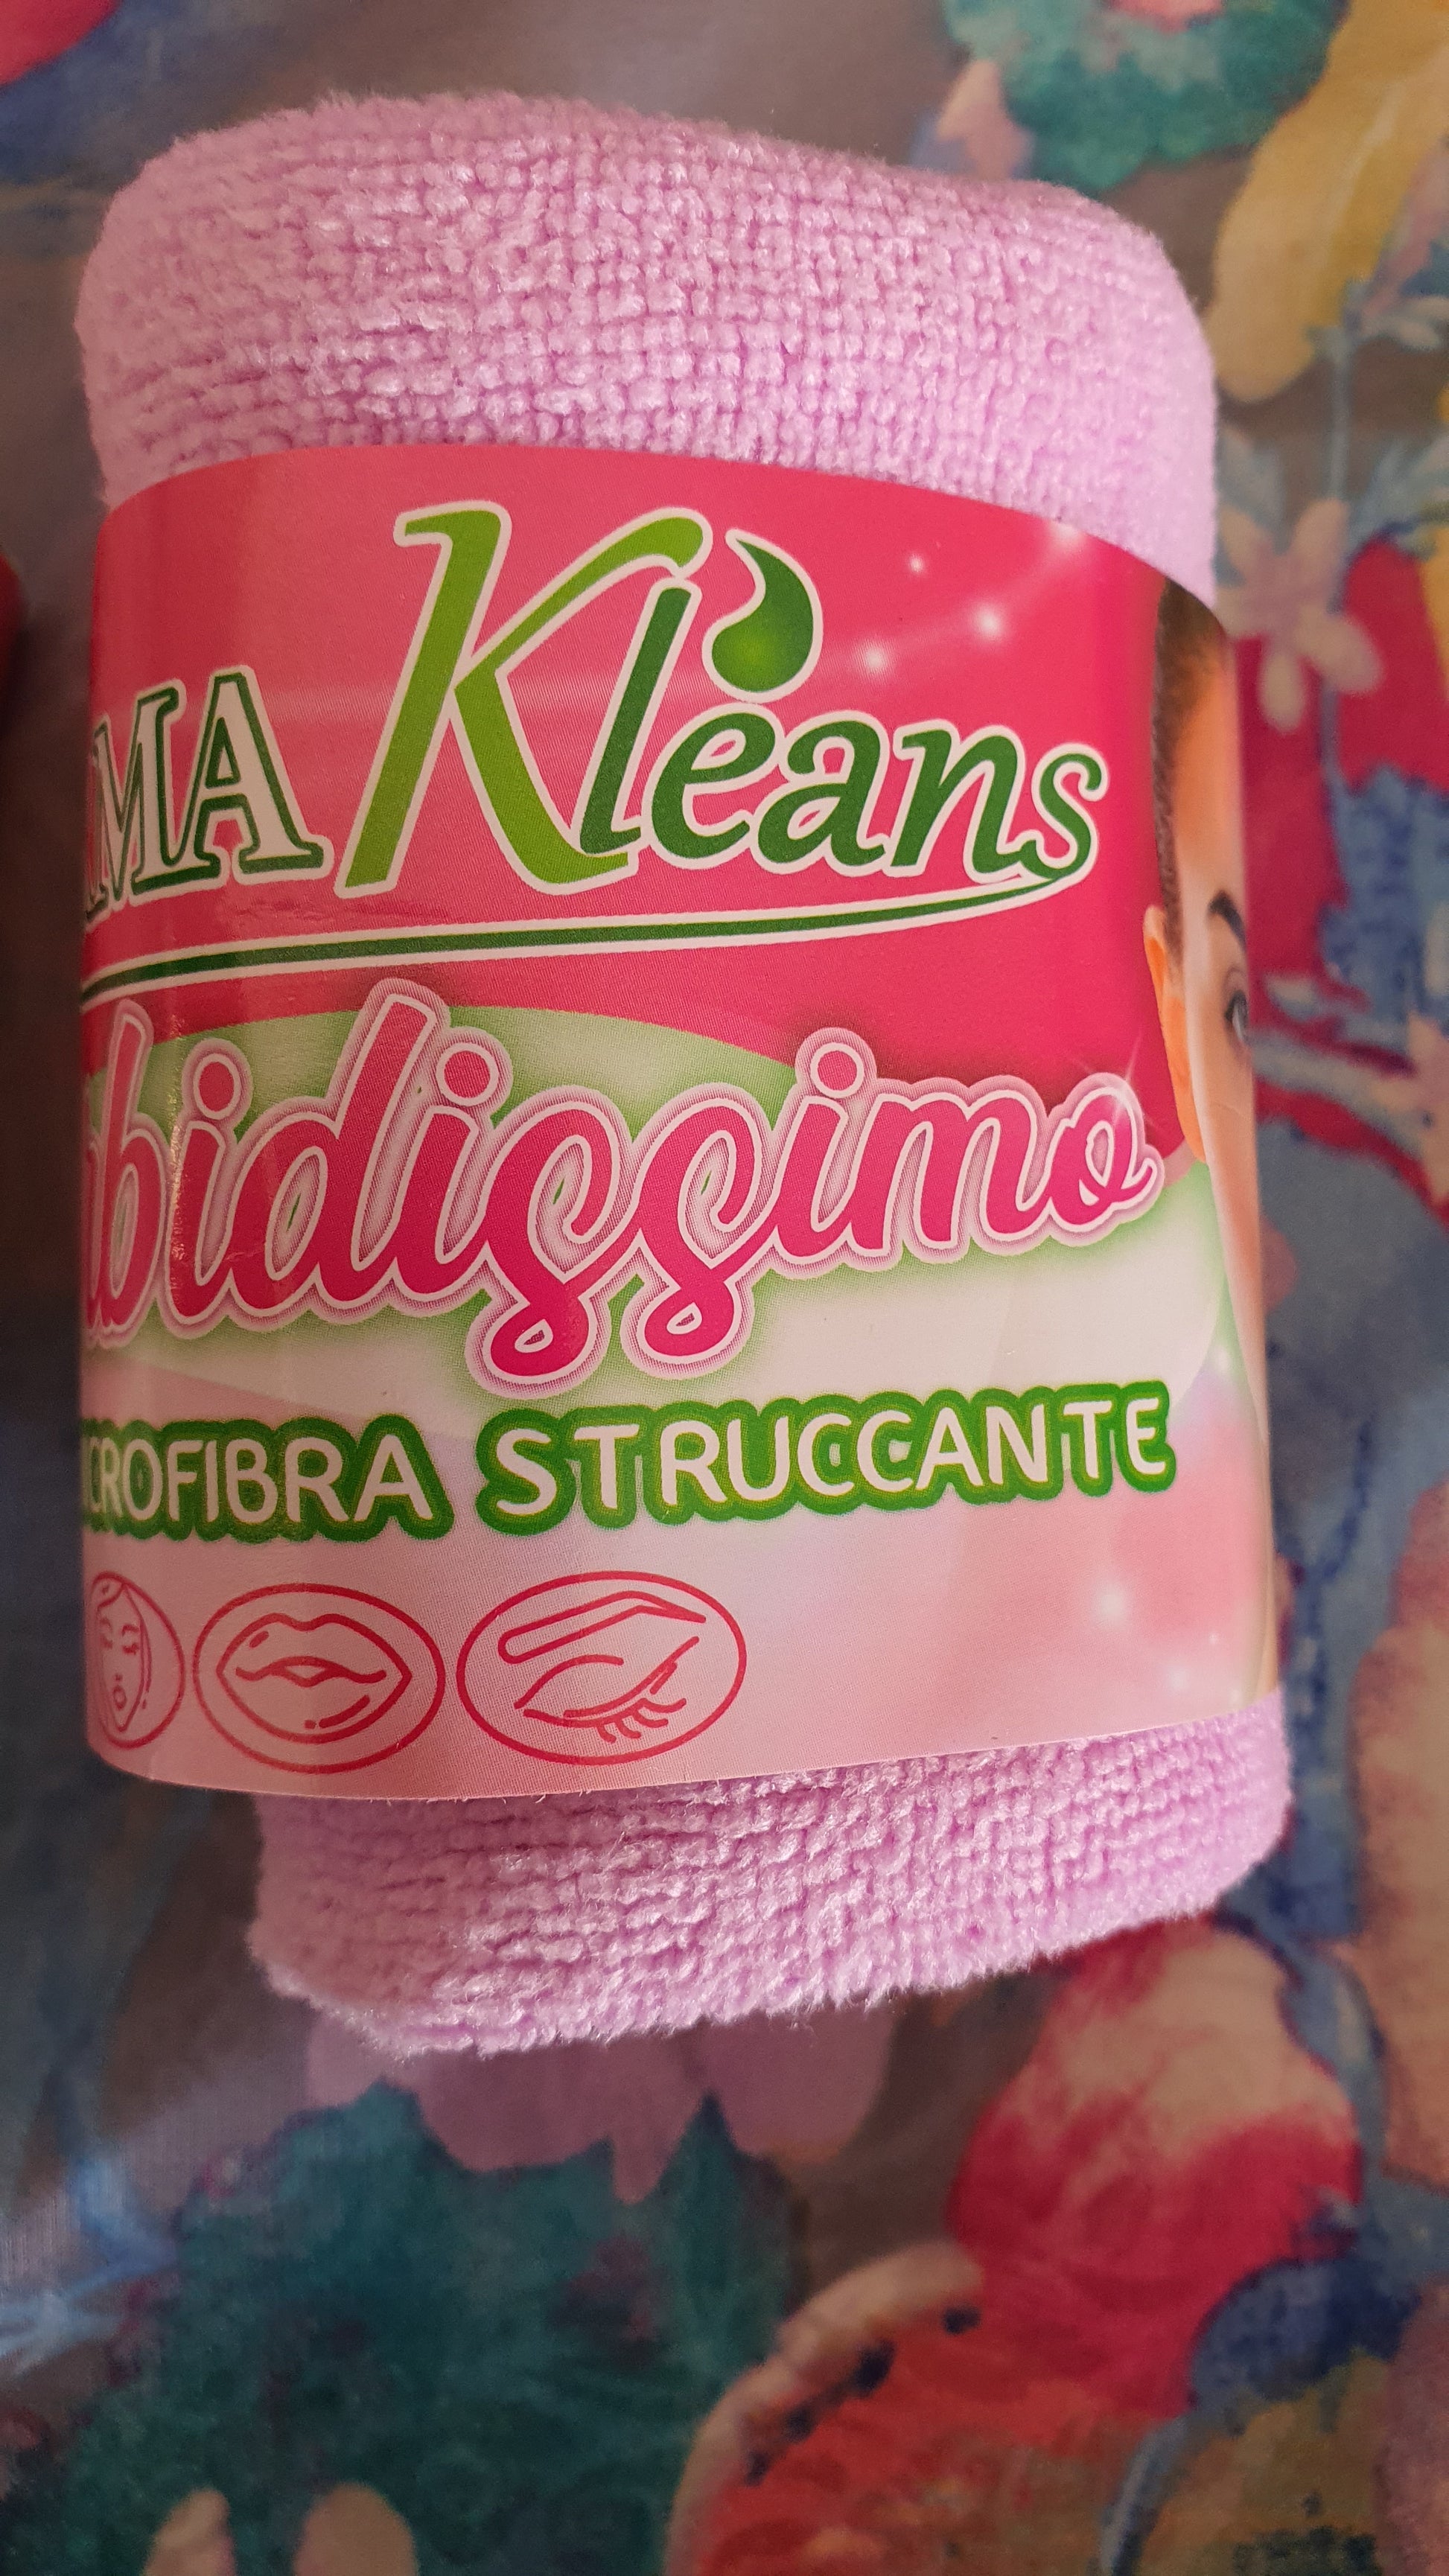 MA Kleans
bidissimo
CROFIBRA STRUCCANTE